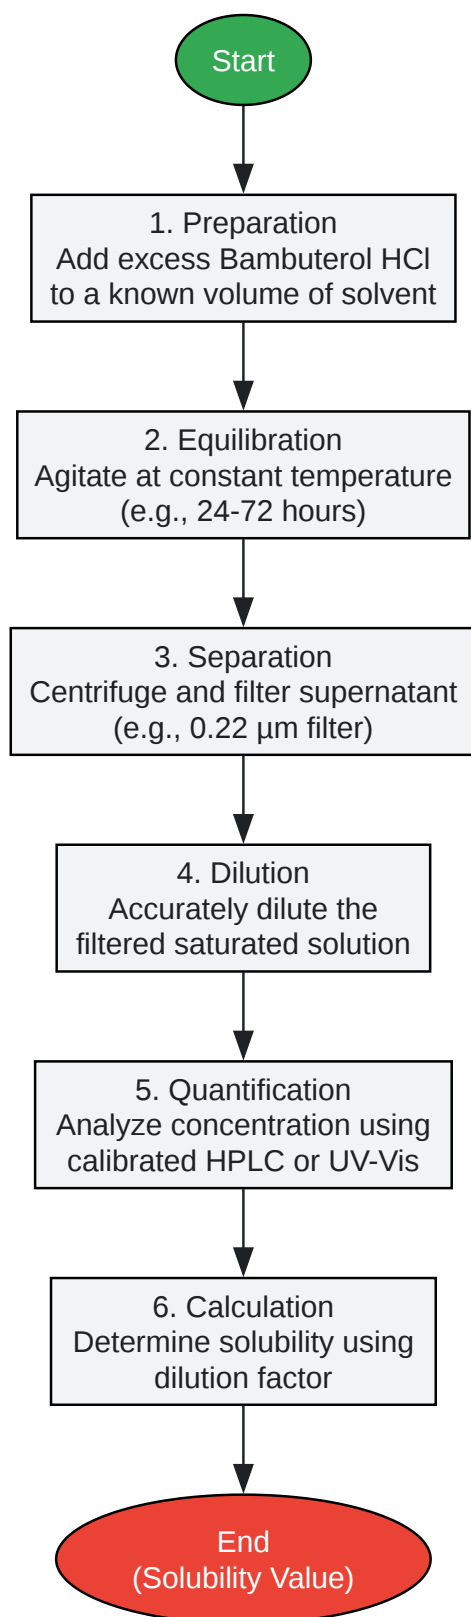 Start
1. Preparation
Add excess Bambuterol HCl
to a known volume of solvent
2. Equilibration
Agitate at constant temperature
(e.g., 24-72 hours)
3. Separation
Centrifuge and filter supernatant
(e.g., 0.22 µm filter)
4. Dilution
Accurately dilute the
filtered saturated solution
5. Quantification
Analyze concentration using
calibrated HPLC or UV-Vis
6. Calculation
Determine solubility using
dilution factor
End
(Solubility Value)